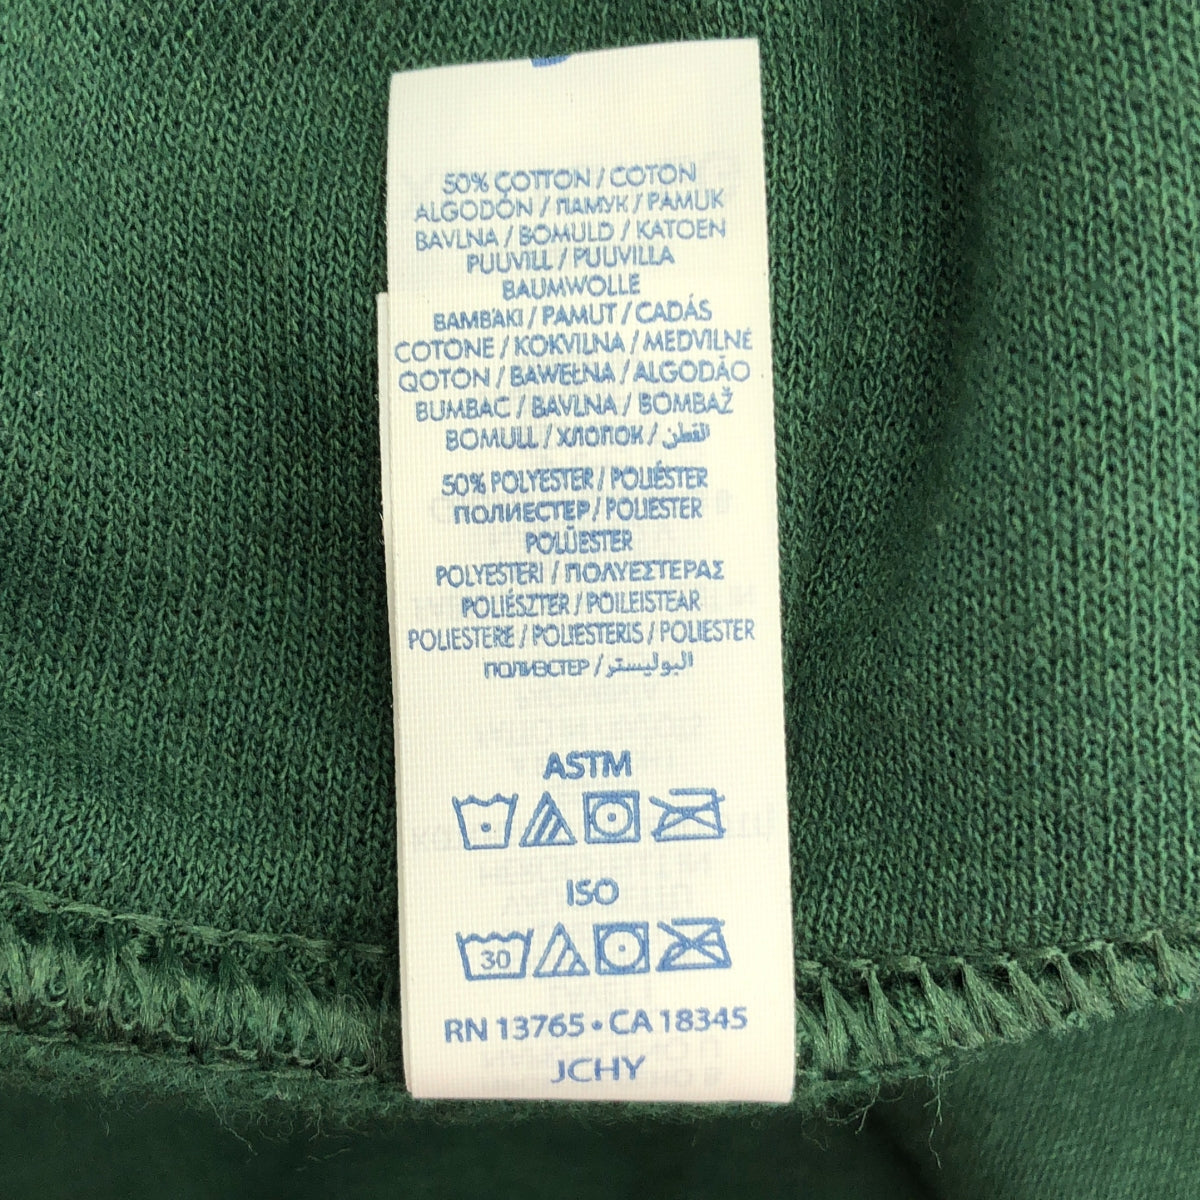 50% COTTON / COTON
ALGODÓN / ПАМУК / PAMUK
BAVLNA / BOMULD / KATOEN
PUUVILL / PUUVILLA
BAUMWOLLE
ΒΑΜΒΑΚΙ / PAMUT / CADÁS
COTONE / KOKVILNA / MEDVILNÉ
QOTON / BAWEŁNA / ALGODÃO
BUMBAC / BAVLNA / BOMBAŽ
BOMULL / ХЛОПОК / القطن
50% POLYESTER / POLIÉSTER
ПОЛИЕСТЕР / POLIESTER
POLÜESTER
POLYESTERI / ΠΟΛΥΕΣΤΕΡΑΣ
POLIÉSZTER / POILEISTEAR
POLIESTERE / POLIESTERIS / POLIESTER
ПОЛИЭСТЕР / البوليستر
ASTM
ISO
30
RN 13765 • CA 18345
JCHY